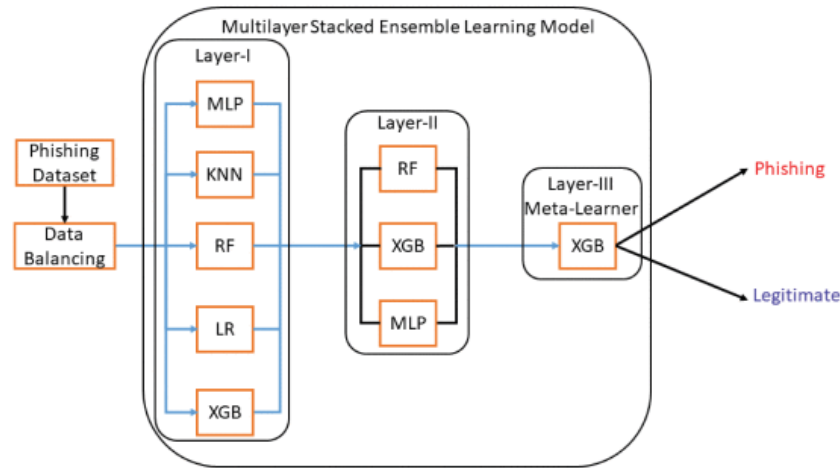 Multilayer Stacked Ensemble Learning Model
Layer-I
MLP
KNN
RF
LR
XGB
Phishing
Dataset
Data
Balancing
Layer-II
RF
XGB
MLP
Layer-III
Meta-Learner
XGB
Phishing
Legitimate